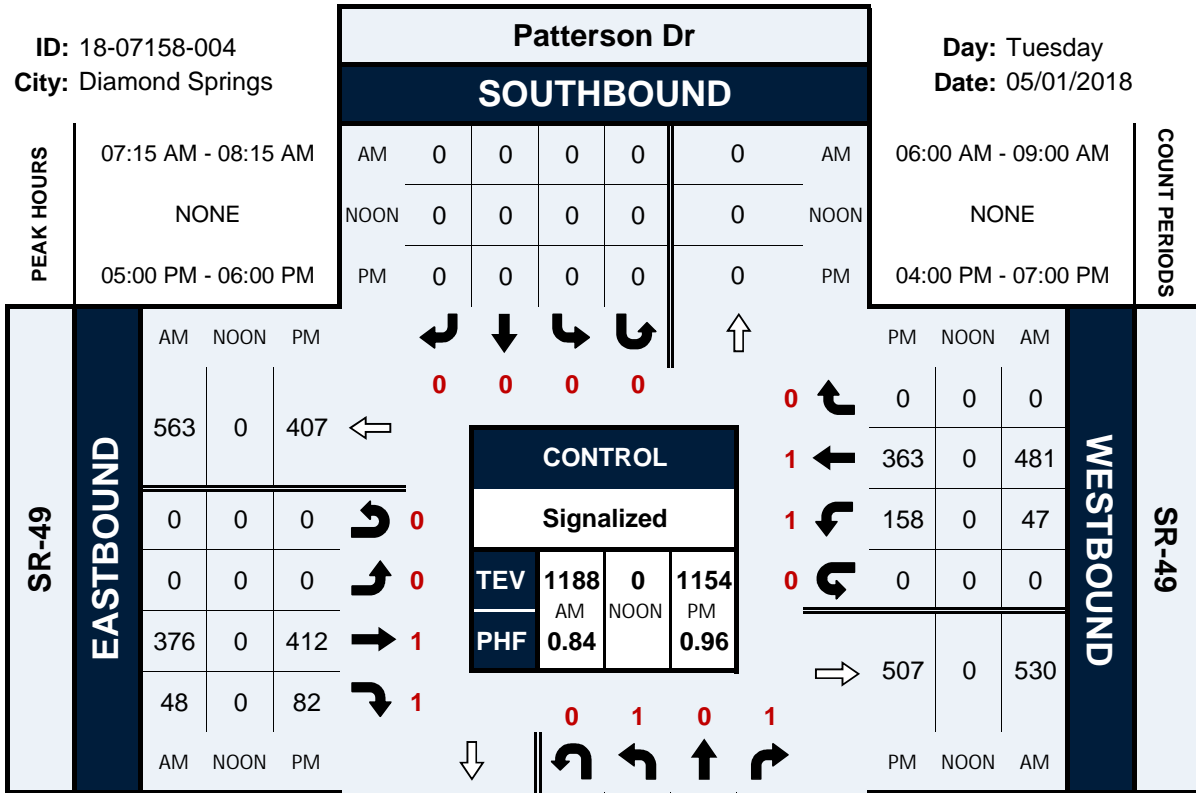 ID: 18-07158-004
City: Diamond Springs
Patterson Dr
SOUTHBOUND
Day: Tuesday
Date: 05/01/2018
PEAK HOURS
07:15 AM - 08:15 AM
NONE
05:00 PM - 06:00 PM
AM 0 0 0 0 0 AM
NOON 0 0 0 0 0 NOON
PM 0 0 0 0 0 PM
06:00 AM - 09:00 AM
NONE
04:00 PM - 07:00 PM
COUNT PERIODS
0 0 0 0
SR-49
EASTBOUND
AM NOON PM
563 0 407
0 0 0 0
0 0 0 0
376 0 412 1
48 0 82 1
AM NOON PM
CONTROL
Signalized
TEV 1188 0 1154
AM NOON PM
PHF 0.84 0.96
PM NOON AM
0 0 0 0
1 363 0 481
1 158 0 47
0 0 0 0
507 0 530
PM NOON AM
WESTBOUND
SR-49
0 1 0 1